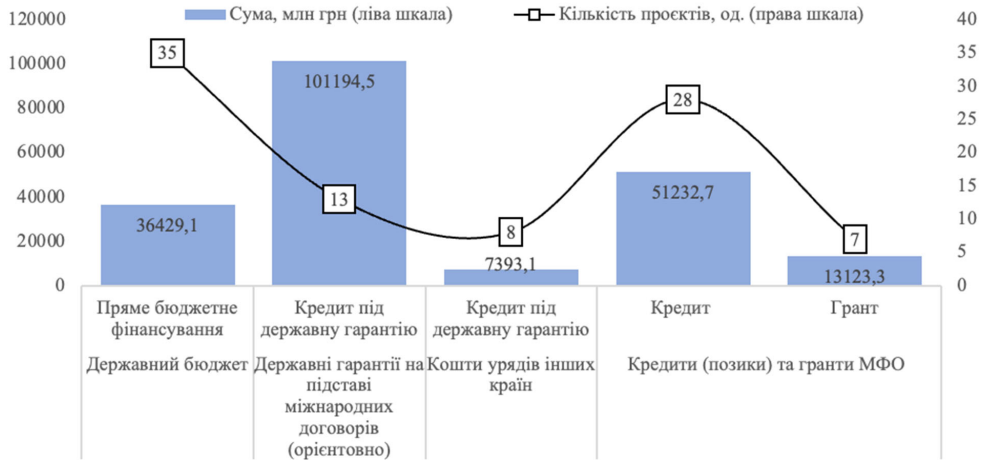 Сума, млн грн (ліва шкала)
Кількість проєктів, од. (права шкала)
120000
100000
80000
60000
40000
20000
0
40
35
30
25
20
15
10
5
0
35
13
8
28
7
36429,1
101194,5
7393,1
51232,7
13123,3
Пряме бюджетне
фінансування
Кредит під
державну гарантію
Кредит під
державну гарантію
Кредит
Грант
Державний бюджет
Державні гарантії на
підставі
міжнародних
договорів
(орієнтовно)
Кошти урядів інших
країн
Кредити (позики) та гранти МФО